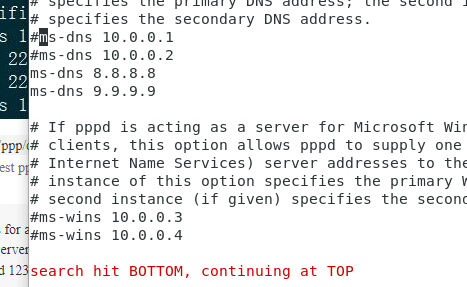 # specifies the primary DNS address; the second i
# specifies the secondary DNS address.
#ms-dns 10.0.0.1
#ms-dns 10.0.0.2
ms-dns 8.8.8.8
ms-dns 9.9.9.9
# If pppd is acting as a server for Microsoft Win
# clients, this option allows pppd to supply one
# Internet Name Services) server addresses to the
# instance of this option specifies the primary W
# second instance (if given) specifies the second
#ms-wins 10.0.0.3
#ms-wins 10.0.0.4
search hit BOTTOM, continuing at TOP
ifi
s 1
22
22
s 1
/ppp/
est pp
s for a
server
d 123